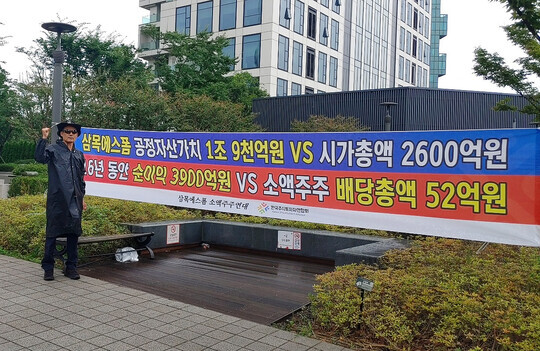 삼목에스폼 공정자산가치 1조 9천억원 VS 시가총액 2600억원
6년 동안 순이익 3900억원 VS 소액주주 배당총액 52억원
삼목에스폼 소액주주연대